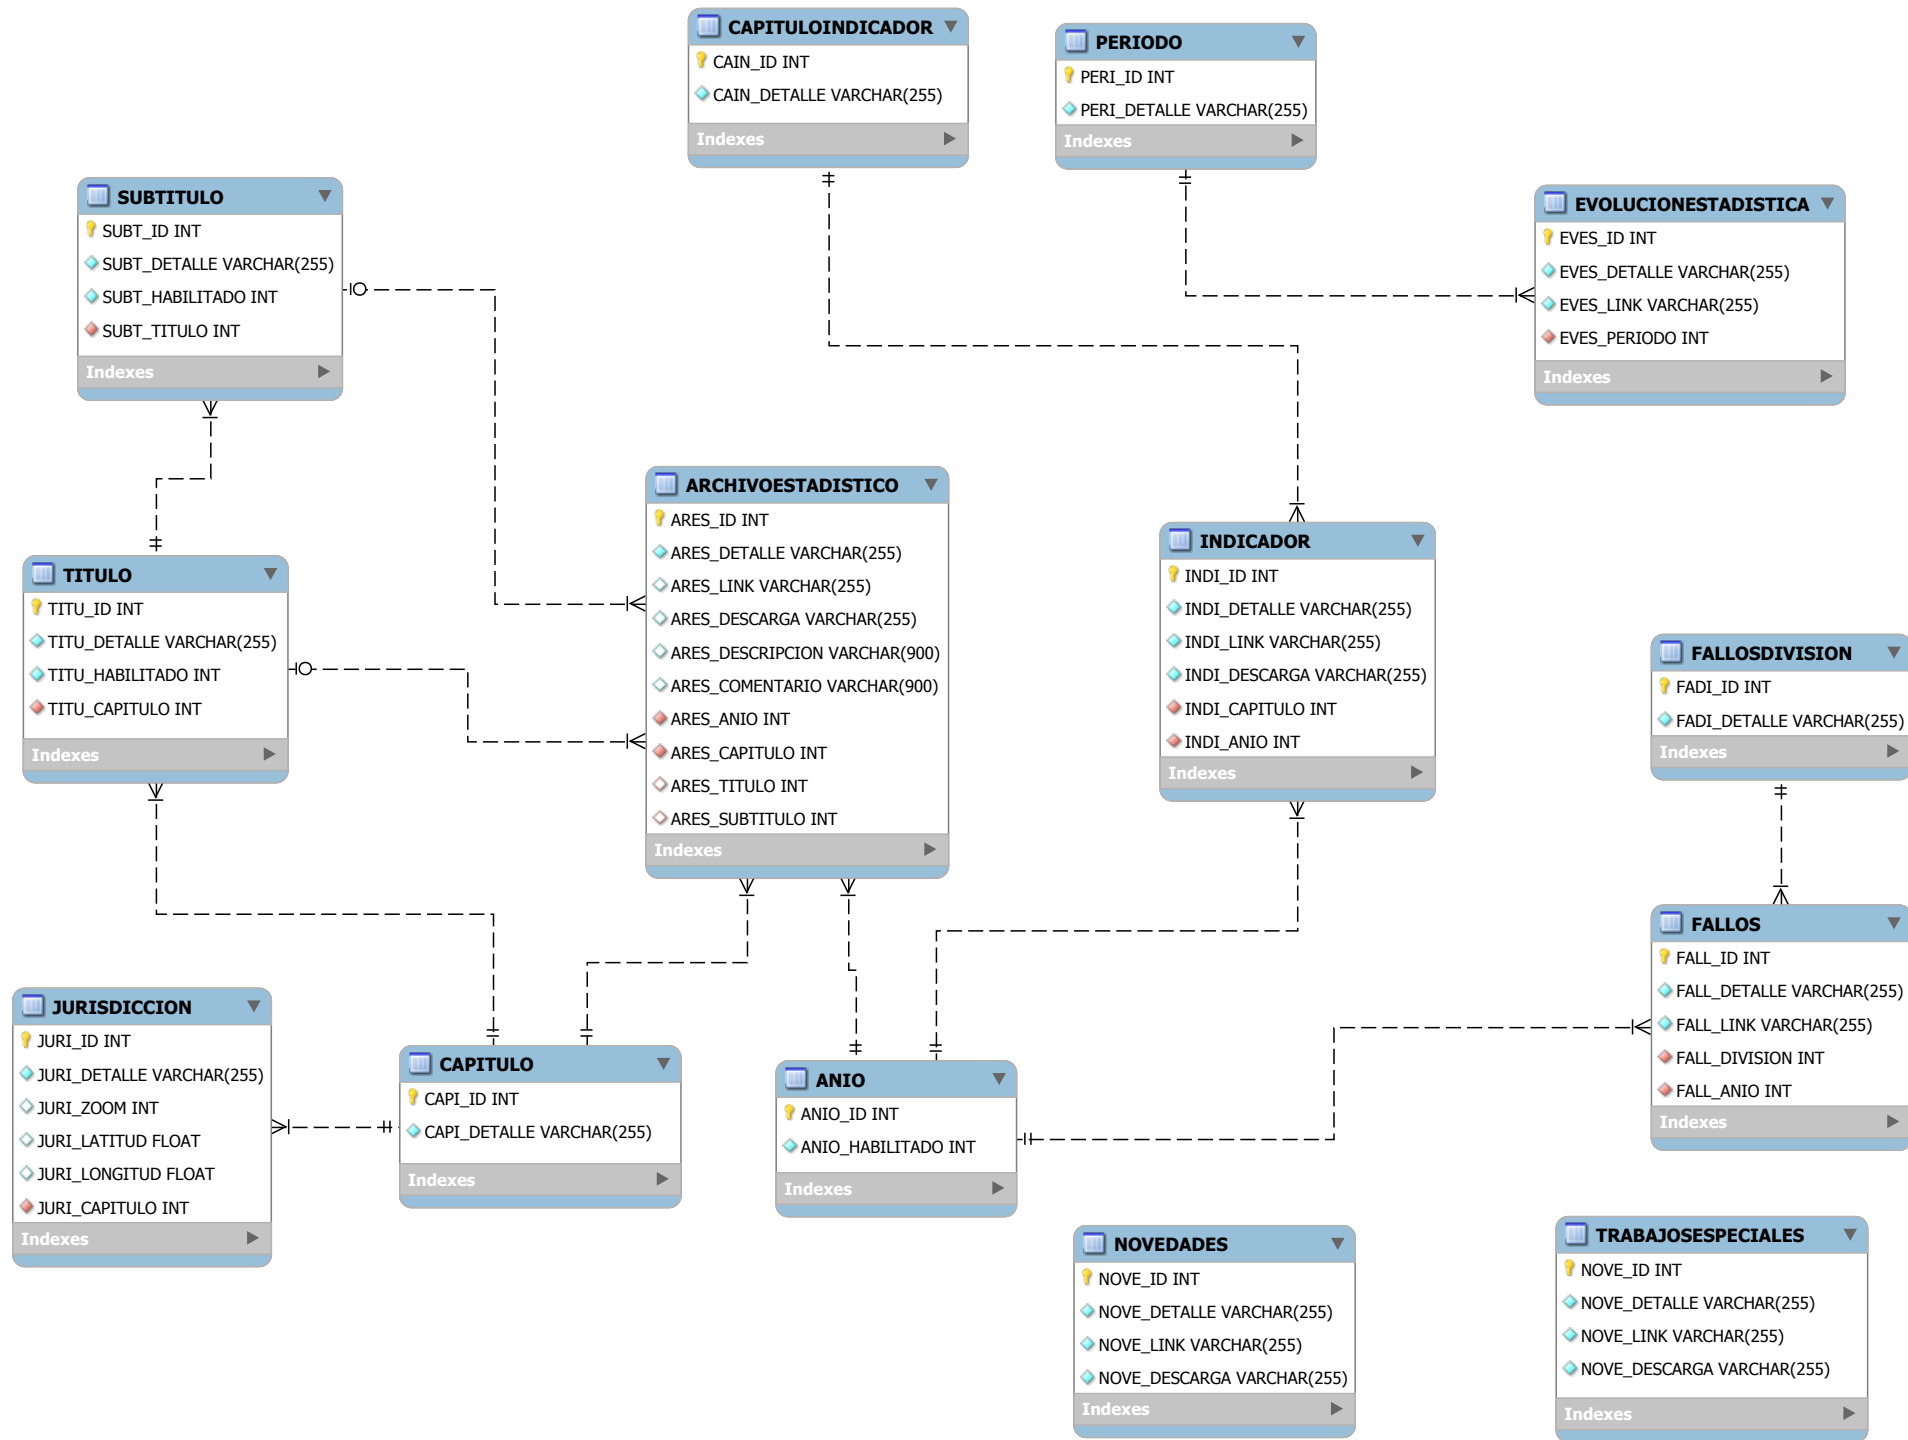 CAPITULOINDICADOR
CAIN_ID INT
CAIN_DETALLE VARCHAR(255)
Indexes
PERIODO
PERI_ID INT
PERI_DETALLE VARCHAR(255)
Indexes
SUBTITULO
SUBT_ID INT
SUBT_DETALLE VARCHAR(255)
SUBT_HABILITADO INT
SUBT_TITULO INT
Indexes
EVOLUCIONESTADISTICA
EVES_ID INT
EVES_DETALLE VARCHAR(255)
EVES_LINK VARCHAR(255)
EVES_PERIODO INT
Indexes
ARCHIVOESTADISTICO
ARES_ID INT
ARES_DETALLE VARCHAR(255)
ARES_LINK VARCHAR(255)
ARES_DESCARGA VARCHAR(255)
ARES_DESCRIPCION VARCHAR(900)
ARES_COMENTARIO VARCHAR(900)
ARES_ANIO INT
ARES_CAPITULO INT
ARES_TITULO INT
ARES_SUBTITULO INT
Indexes
INDICADOR
INDI_ID INT
INDI_DETALLE VARCHAR(255)
INDI_LINK VARCHAR(255)
INDI_DESCARGA VARCHAR(255)
INDI_CAPITULO INT
INDI_ANIO INT
Indexes
TITULO
TITU_ID INT
TITU_DETALLE VARCHAR(255)
TITU_HABILITADO INT
TITU_CAPITULO INT
Indexes
FALLOSDIVISION
FADI_ID INT
FADI_DETALLE VARCHAR(255)
Indexes
FALLOS
FALL_ID INT
FALL_DETALLE VARCHAR(255)
FALL_LINK VARCHAR(255)
FALL_DIVISION INT
FALL_ANIO INT
Indexes
JURISDICCION
JURI_ID INT
JURI_DETALLE VARCHAR(255)
JURI_ZOOM INT
JURI_LATITUD FLOAT
JURI_LONGITUD FLOAT
JURI_CAPITULO INT
Indexes
CAPITULO
CAPI_ID INT
CAPI_DETALLE VARCHAR(255)
Indexes
ANIO
ANIO_ID INT
ANIO_HABILITADO INT
Indexes
NOVEDADES
NOVE_ID INT
NOVE_DETALLE VARCHAR(255)
NOVE_LINK VARCHAR(255)
NOVE_DESCARGA VARCHAR(255)
Indexes
TRABAJOSESPECIALES
NOVE_ID INT
NOVE_DETALLE VARCHAR(255)
NOVE_LINK VARCHAR(255)
NOVE_DESCARGA VARCHAR(255)
Indexes